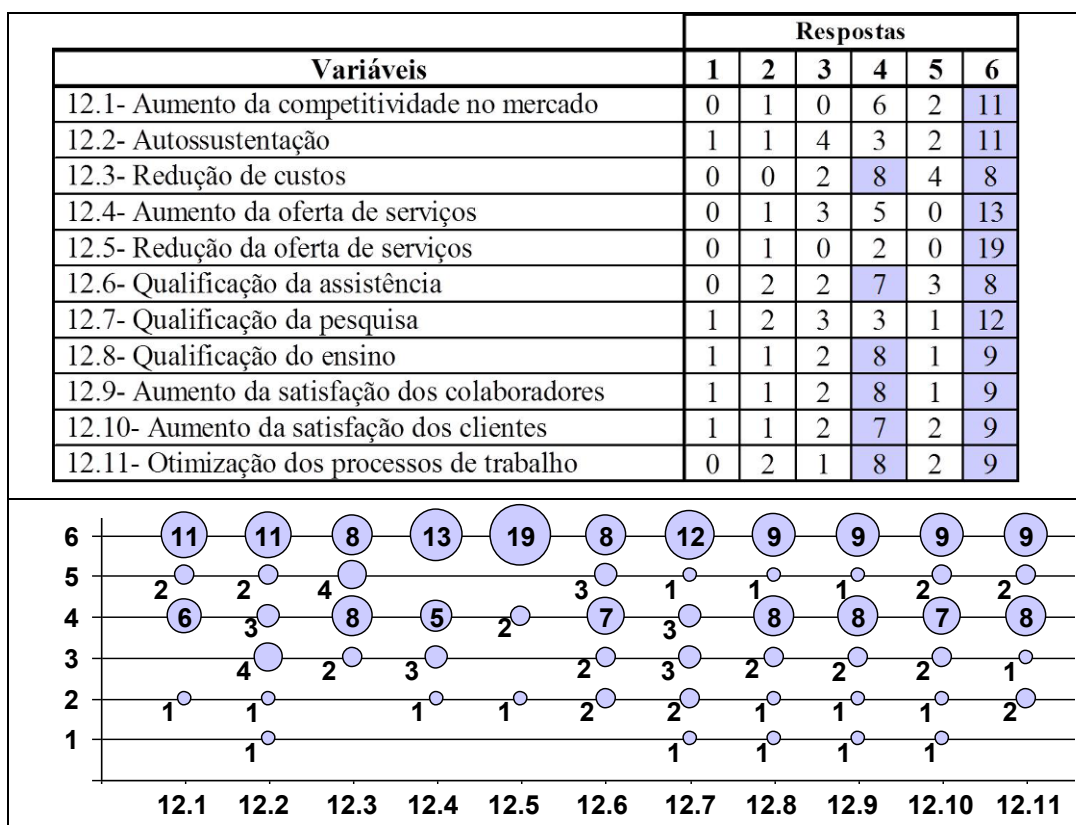 Respostas
Variáveis 1 2 3 4 5 6
12.1- Aumento da competitividade no mercado 0 1 0 6 2 11
12.2- Autossustentação 1 1 4 3 2 11
12.3- Redução de custos 0 0 2 8 4 8
12.4- Aumento da oferta de serviços 0 1 3 5 0 13
12.5- Redução da oferta de serviços 0 1 0 2 0 19
12.6- Qualificação da assistência 0 2 2 7 3 8
12.7- Qualificação da pesquisa 1 2 3 3 1 12
12.8- Qualificação do ensino 1 1 2 8 1 9
12.9- Aumento da satisfação dos colaboradores 1 1 2 8 1 9
12.10- Aumento da satisfação dos clientes 1 1 2 7 2 9
12.11- Otimização dos processos de trabalho 0 2 1 8 2 9
6 11 11 8 13 19 8 12 9 9 9 9
5 2 2 4 3 1 1 1 2 2
4 6 3 8 5 2 7 3 8 8 7 8
3 4 2 3 2 3 2 2 2 1
2 1 1 1 1 2 2 1 1 1 2
1 1 1 1 1 1
12.1 12.2 12.3 12.4 12.5 12.6 12.7 12.8 12.9 12.10 12.11